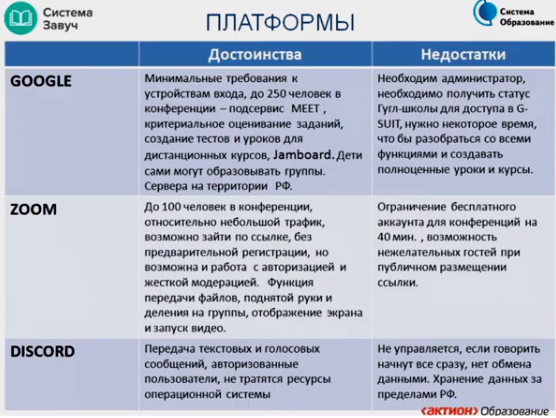 Система
Завуч
ПЛАТФОРМЫ
Система
Образование
Достоинства
Недостатки
GOOGLE
Минимальные требования к
устройствам входа, до 250 человек в
конференции – подсервис MEET ,
критериальное оценивание заданий,
создание тестов и уроков для
дистанционных курсов, Jamboard. Дети
сами могут образовывать группы.
Сервера на территории РФ.
Необходим администратор,
необходимо получить статус
Гугл-школы для доступа в G-
SUIT, нужно некоторое время,
что бы разобраться со всеми
функциями и создавать
полноценные уроки и курсы.
ZOOM
До 100 человек в конференции,
относительно небольшой трафик,
возможно зайти по ссылке, без
предварительной регистрации, но
возможна и работа с авторизацией и
жесткой модерацией. Функция
передачи файлов, поднятой руки и
деления на группы, отображение экрана
и запуск видео.
Ограничение бесплатного
аккаунта для конференций на
40 мин. , возможность
нежелательных гостей при
публичном размещении
ссылки.
DISCORD
Передача текстовых и голосовых
сообщений, авторизованные
пользователи, не тратятся ресурсы
операционной системы
Не управляется, если говорить
начнут все сразу, нет обмена
данными. Хранение данных за
пределами РФ.
<актион> Образование